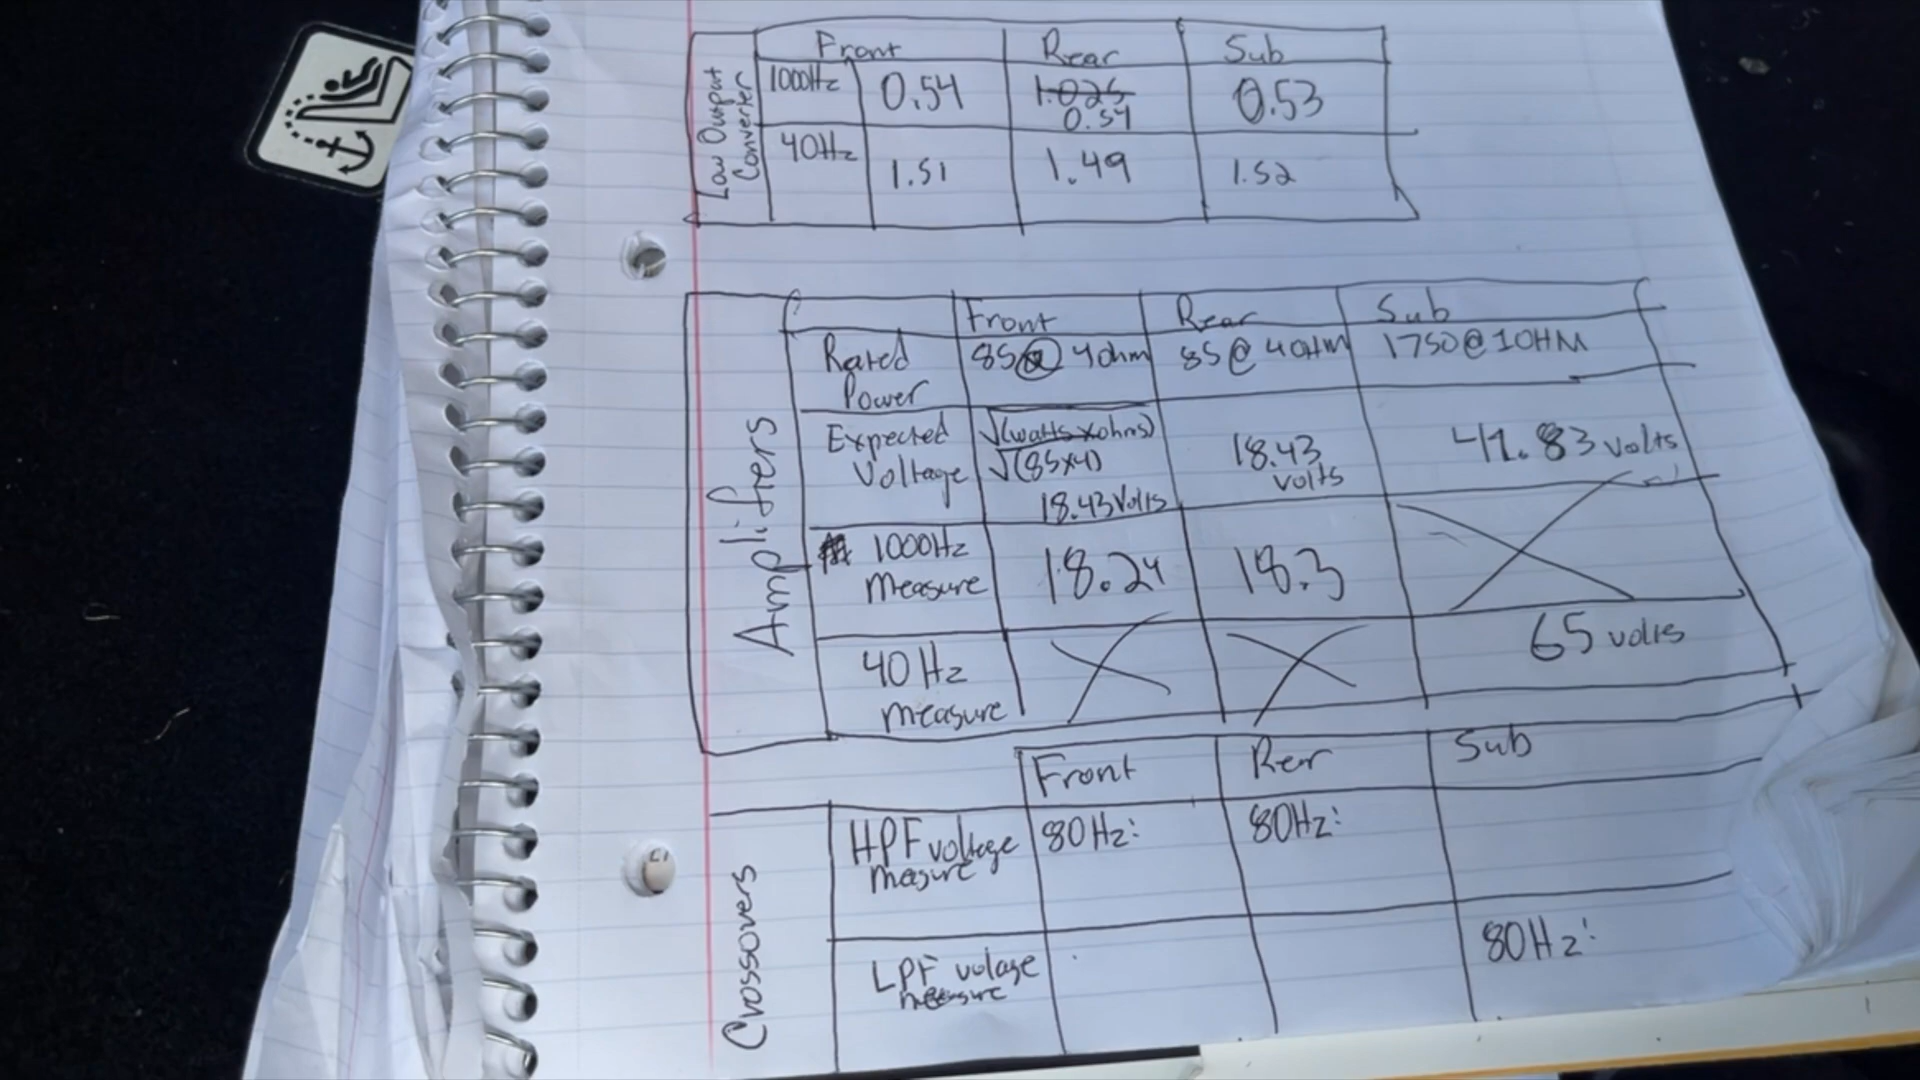 Low Output Converter
Front Rear Sub
1000Hz 0.54 1.025 0.53
0.54
40Hz 1.51 1.49 1.52
Amplifiers
Front Rear Sub
Rated Power 85@ 4ohm 85 @ 4OHM 1750@1OHM
Expected Voltage √(watts xohms) 18.43 volts 41.83 volts
√(85x4)
18.43 Volts
1000Hz measure 18.24 18.3
40Hz measure 65 volts
Crossovers
Front Rear Sub
HPF voltage measure 80Hz: 80Hz:
LPF volage measure 80Hz: